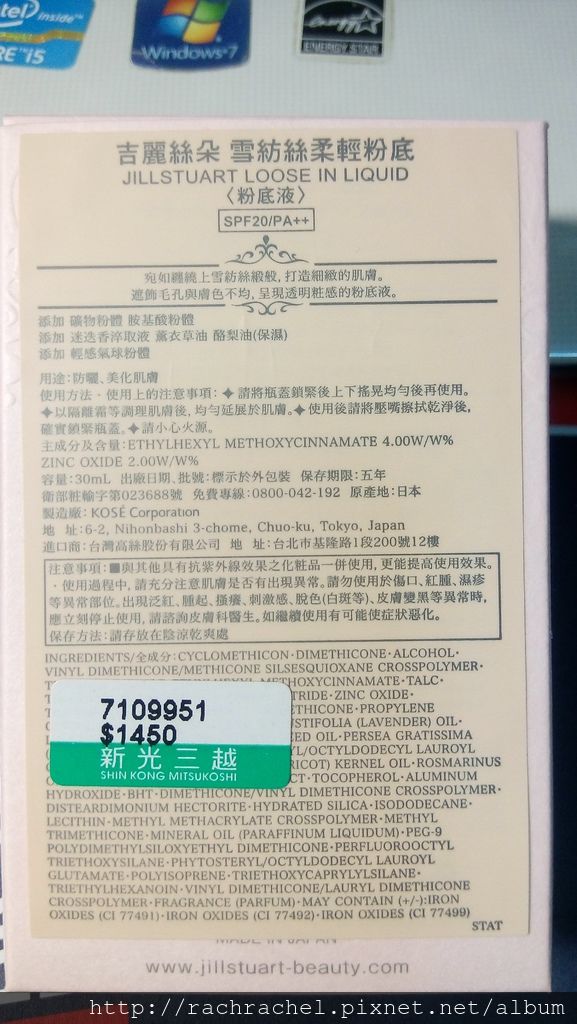 intel inside™
CORE™ i5
Windows® 7
ENERGY STAR
吉麗絲朵 雪紡絲柔輕粉底
JILLSTUART LOOSE IN LIQUID
〈粉底液〉
SPF20/PA++
宛如纏繞上雪紡絲緞般，打造細緻的肌膚。
遮飾毛孔與膚色不均，呈現透明粧感的粉底液。
添加 礦物粉體 胺基酸粉體
添加 迷迭香淬取液 薰衣草油 酪梨油(保濕)
添加 輕感氣球粉體
用途：防曬、美化肌膚
使用方法・使用上的注意事項：✦ 請將瓶蓋鎖緊後上下搖晃均勻後再使用。
✦以隔離霜等調理肌膚後，均勻延展於肌膚。✦ 使用後請將壓嘴擦拭乾淨後，
確實鎖緊瓶蓋。✦請小心火源。
主成分及含量：ETHYLHEXYL METHOXYCINNAMATE 4.00W/W%
ZINC OXIDE 2.00W/W%
容量：30mL 出廠日期、批號：標示於外包裝 保存期限：五年
衛部粧輸字第023688號 免費專線：0800-042-192 原產地：日本
製造廠：KOSÉ Corporation
地 址：6-2, Nihonbashi 3-chome, Chuo-ku, Tokyo, Japan
進口商：台灣高絲股份有限公司 地 址：台北市基隆路1段200號12樓
注意事項：■與其他具有抗紫外線效果之化粧品一併使用，更能提高使用效果。
・使用過程中，請充分注意肌膚是否有出現異常。請勿使用於傷口、紅腫、濕疹
等異常部位。出現泛紅、腫起、搔癢、刺激感、脫色(白斑等)、皮膚變黑等異常時，
應立刻停止使用，請諮詢皮膚科醫生。如繼續使用有可能使症狀惡化。
保存方法：請存放在陰涼乾爽處
INGREDIENTS/全成分：CYCLOMETHICONE・DIMETHICONE・ALCOHOL・
VINYL DIMETHICONE/METHICONE SILSESQUIOXANE CROSSPOLYMER・
METHOXYCINNAMATE・TALC・
TRIDE・ZINC OXIDE・
PROPYLENE
USTIFOLIA (LAVENDER) OIL・
ED OIL・PERSEA GRATISSIMA
YL/OCTYLDODECYL LAUROYL
RICOT) KERNEL OIL・ROSMARINUS
CT・TOCOPHEROL・ALUMINUM
HYDROXIDE・BHT・DIMETHICONE/VINYL DIMETHICONE CROSSPOLYMER・
DISTEARDIMONIUM HECTORITE・HYDRATED SILICA・ISODODECANE・
LECITHIN・METHYL METHACRYLATE CROSSPOLYMER・METHYL
TRIMETHICONE・MINERAL OIL (PARAFFINUM LIQUIDUM)・PEG-9
POLYDIMETHYLSILOXYETHYL DIMETHICONE・PERFLUOROOCTYL
TRIETHOXYSILANE・PHYTOSTERYL/OCTYLDODECYL LAUROYL
GLUTAMATE・POLYISOPRENE・TRIETHOXYCAPRYLYLSILANE・
TRIETHYLHEXANOIN・VINYL DIMETHICONE/LAURYL DIMETHICONE
CROSSPOLYMER・FRAGRANCE (PARFUM)・MAY CONTAIN (+/-):IRON
OXIDES (CI 77491)・IRON OXIDES (CI 77492)・IRON OXIDES (CI 77499)
STAT
7109951
$1450
新光三越
SHIN KONG MITSUKOSHI
MADE IN JAPAN
www.jillstuart-beauty.com
http://rachrachel.pixnet.net/album